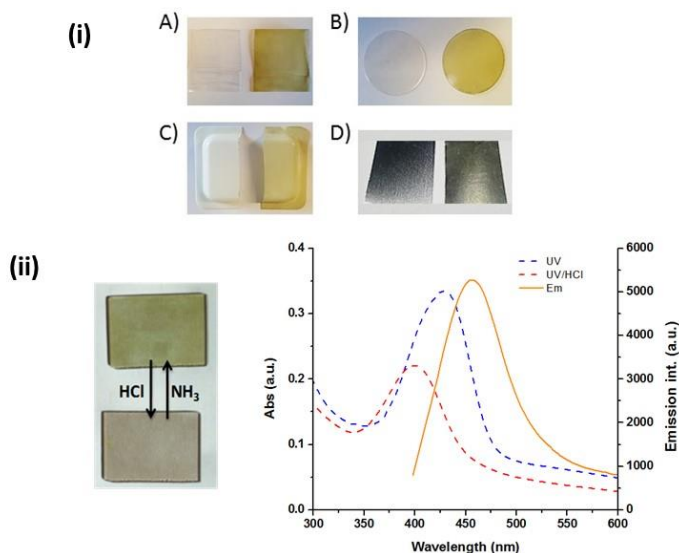 (i)
A)
B)
C)
D)
(ii)
HCl
NH₃
UV
UV/HCl
Em
0.4
0.3
0.2
0.1
0.0
Abs (a.u.)
6000
5000
4000
3000
2000
1000
0
Emission int. (a.u.)
300 350 400 450 500 550 600
Wavelength (nm)